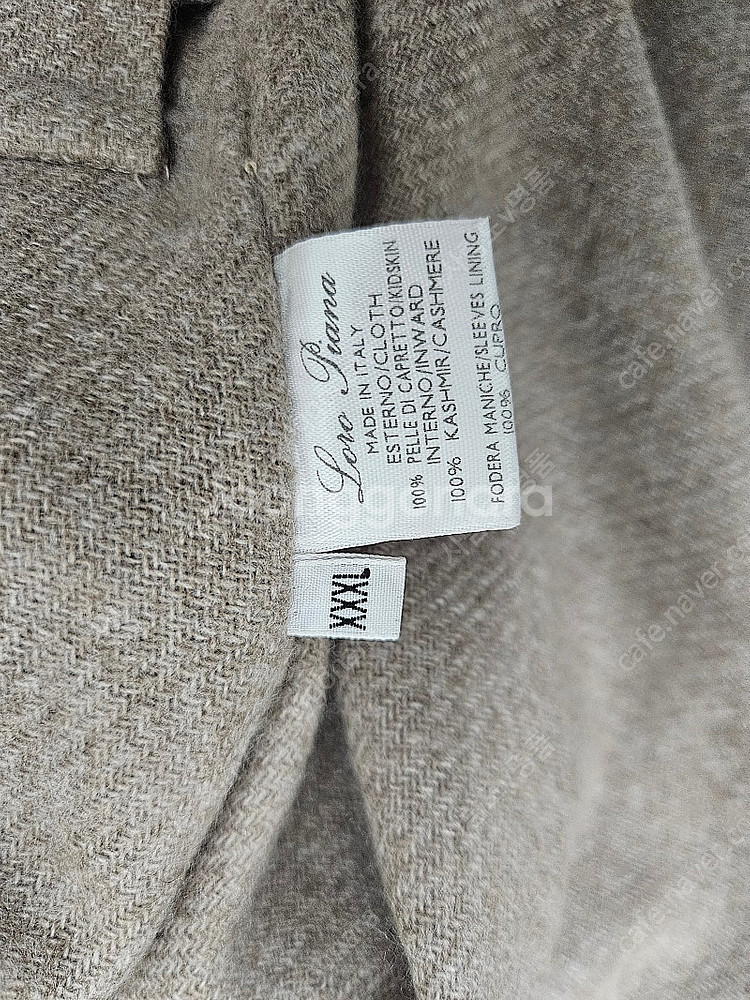 Loro Piana
MADE IN ITALY
ESTERNO/CLOTH
100% PELLE DI CAPRETTO/KIDSKIN
INTERNO/INWARD
100% KASHMIR/CASHMERE
FODERA MANICHE/SLEEVES LINING
100% CUPRO
XXXL
cafe.naver.com
cafe.naver
cafe.naver.com